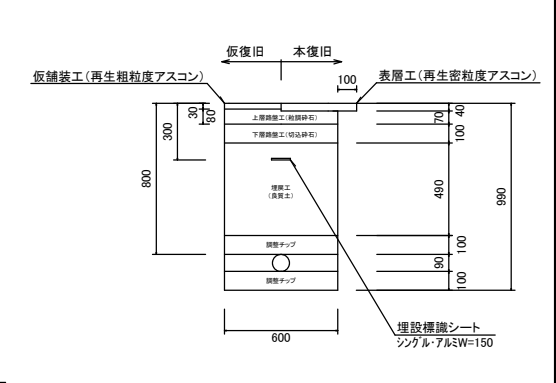 仮復旧
本復旧
仮舗装工(再生粗粒度アスコン)
100
表層工(再生密粒度アスコン)
30
80
300
800
上層路盤工(粒調砕石)
下層路盤工(切込砕石)
埋戻工
(良質土)
調整チップ
調整チップ
40
70
100
490
100
90
100
990
600
埋設標識シート
シングル・アルミW=150